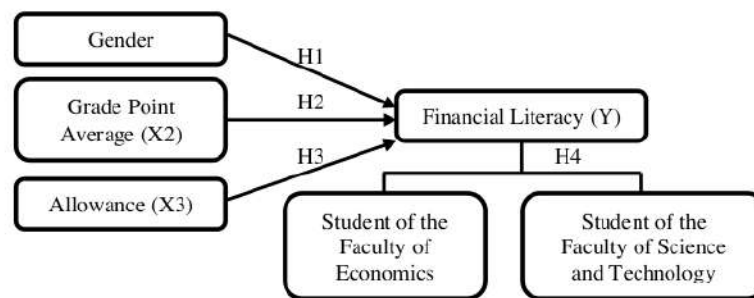 Gender
H1
Grade Point
Average (X2)
H2
Financial Literacy (Y)
H3
Allowance (X3)
H4
Student of the
Faculty of
Economics
Student of the
Faculty of Science
and Technology